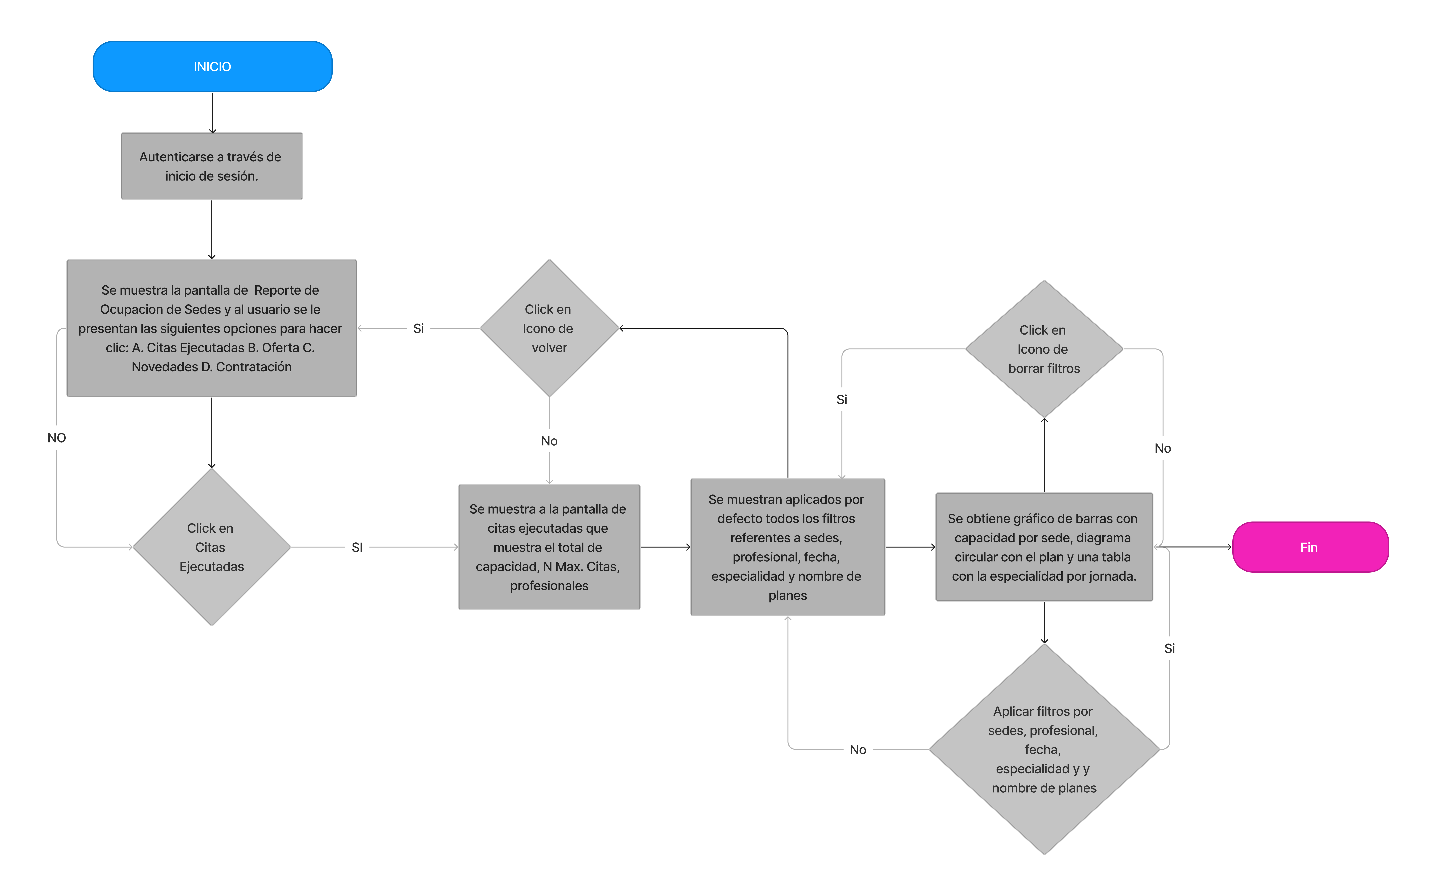 INICIO
Autenticarse a través de
inicio de sesión.
Se muestra la pantalla de  Reporte de
Ocupacion de Sedes y al usuario se le
presentan las siguientes opciones para hacer
clic: A. Citas Ejecutadas B. Oferta C.
Novedades D. Contratación
NO
Click en
Citas
Ejecutadas
SI
Si
Click en
Icono de
volver
No
Se muestra a la pantalla de
citas ejecutadas que
muestra el total de
capacidad, N Max. Citas,
profesionales
Se muestran aplicados por
defecto todos los filtros
referentes a sedes,
profesional, fecha,
especialidad y nombre de
planes
Si
Click en
Icono de
borrar filtros
No
Se obtiene gráfico de barras con
capacidad por sede, diagrama
circular con el plan y una tabla
con la especialidad por jornada.
Fin
Si
No
Aplicar filtros por
sedes, profesional,
fecha,
especialidad y y
nombre de planes